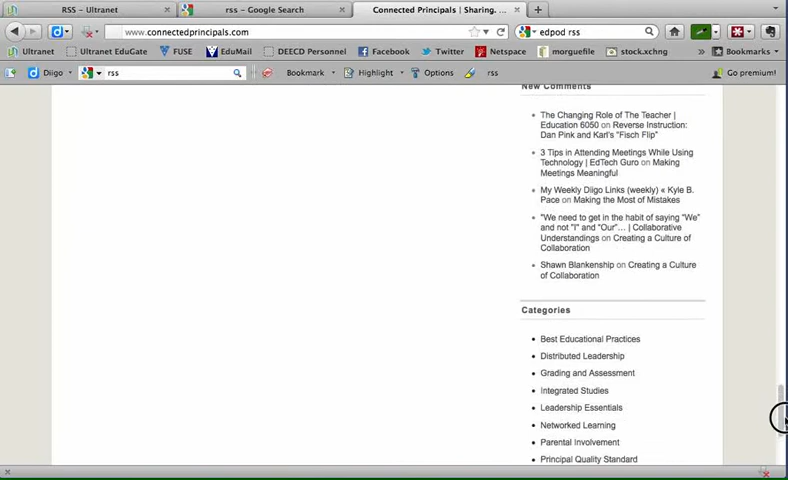 RSS – Ultranet
rss – Google Search
Connected Principals | Sharing. ...
www.connectedprincipals.com
edpod rss
Ultranet
Ultranet EduGate
FUSE
EduMail
DEECD Personnel
Facebook
Twitter
Netspace
morguefile
stock.xchng
Bookmarks
Diigo
rss
Bookmark
Highlight
Options
rss
Go premium!
New Comments
The Changing Role of The Teacher |
Education 6050 on Reverse Instruction:
Dan Pink and Karl's "Fisch Flip"
3 Tips in Attending Meetings While Using
Technology | EdTech Guro on Making
Meetings Meaningful
My Weekly Diigo Links (weekly) « Kyle B.
Pace on Making the Most of Mistakes
"We need to get in the habit of saying "We"
and not "I" and "Our"... | Collaborative
Understandings on Creating a Culture of
Collaboration
Shawn Blankenship on Creating a Culture
of Collaboration
Categories
Best Educational Practices
Distributed Leadership
Grading and Assessment
Integrated Studies
Leadership Essentials
Networked Learning
Parental Involvement
Principal Quality Standard